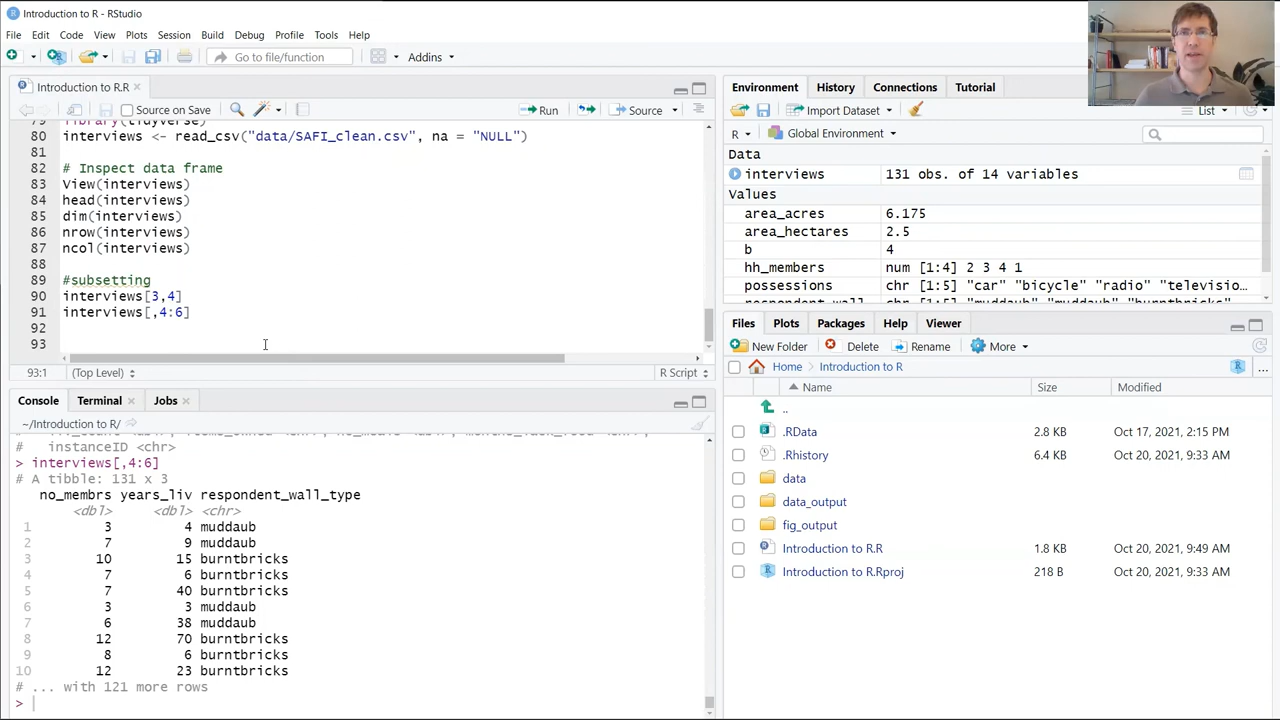 Introduction to R - RStudio
File Edit Code View Plots Session Build Debug Profile Tools Help
Go to file/function Addins
Introduction to R.R
Source on Save Run Source
80 interviews <- read_csv("data/SAFI_clean.csv", na = "NULL")
81
82 # Inspect data frame
83 View(interviews)
84 head(interviews)
85 dim(interviews)
86 nrow(interviews)
87 ncol(interviews)
88
89 #subsetting
90 interviews[3,4]
91 interviews[,4:6]
92
93
93:1 (Top Level) R Script
Console Terminal Jobs
~/Introduction to R/
# instanceID <chr>
> interviews[,4:6]
# A tibble: 131 x 3
no_membrs years_liv respondent_wall_type
<dbl> <dbl> <chr>
1 3 4 muddaub
2 7 9 muddaub
3 10 15 burntbricks
4 7 6 burntbricks
5 7 40 burntbricks
6 3 3 muddaub
7 6 38 muddaub
8 12 70 burntbricks
9 8 6 burntbricks
10 12 23 burntbricks
# ... with 121 more rows
>
Environment History Connections Tutorial
Import Dataset List
R Global Environment
Data
interviews 131 obs. of 14 variables
Values
area_acres 6.175
area_hectares 2.5
b 4
hh_members num [1:4] 2 3 4 1
possessions chr [1:5] "car" "bicycle" "radio" "televisio...
Files Plots Packages Help Viewer
New Folder Delete Rename More
Home Introduction to R
Name Size Modified
..
.RData 2.8 KB Oct 17, 2021, 2:15 PM
.Rhistory 6.4 KB Oct 20, 2021, 9:33 AM
data
data_output
fig_output
Introduction to R.R 1.8 KB Oct 20, 2021, 9:49 AM
Introduction to R.Rproj 218 B Oct 20, 2021, 9:33 AM